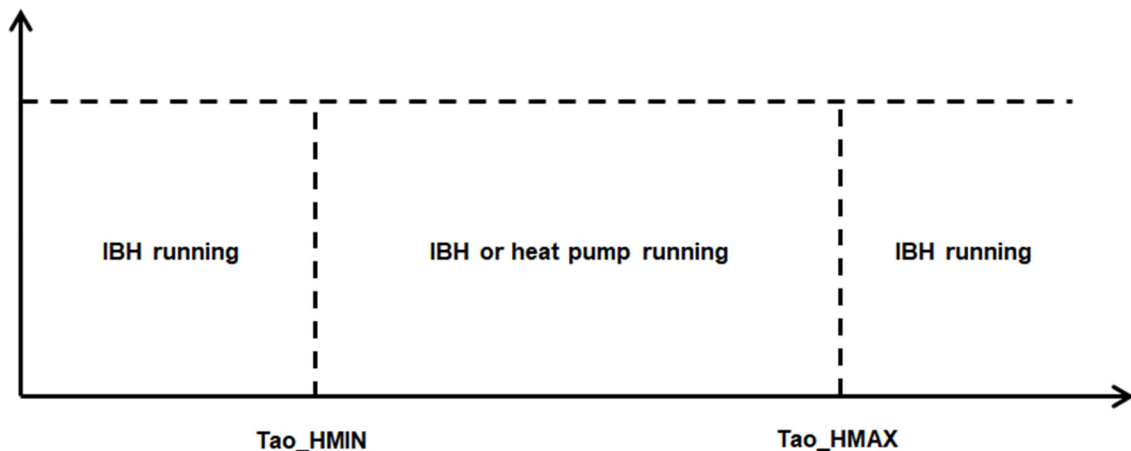 IBH running
IBH or heat pump running
IBH running
Tao_HMIN
Tao_HMAX